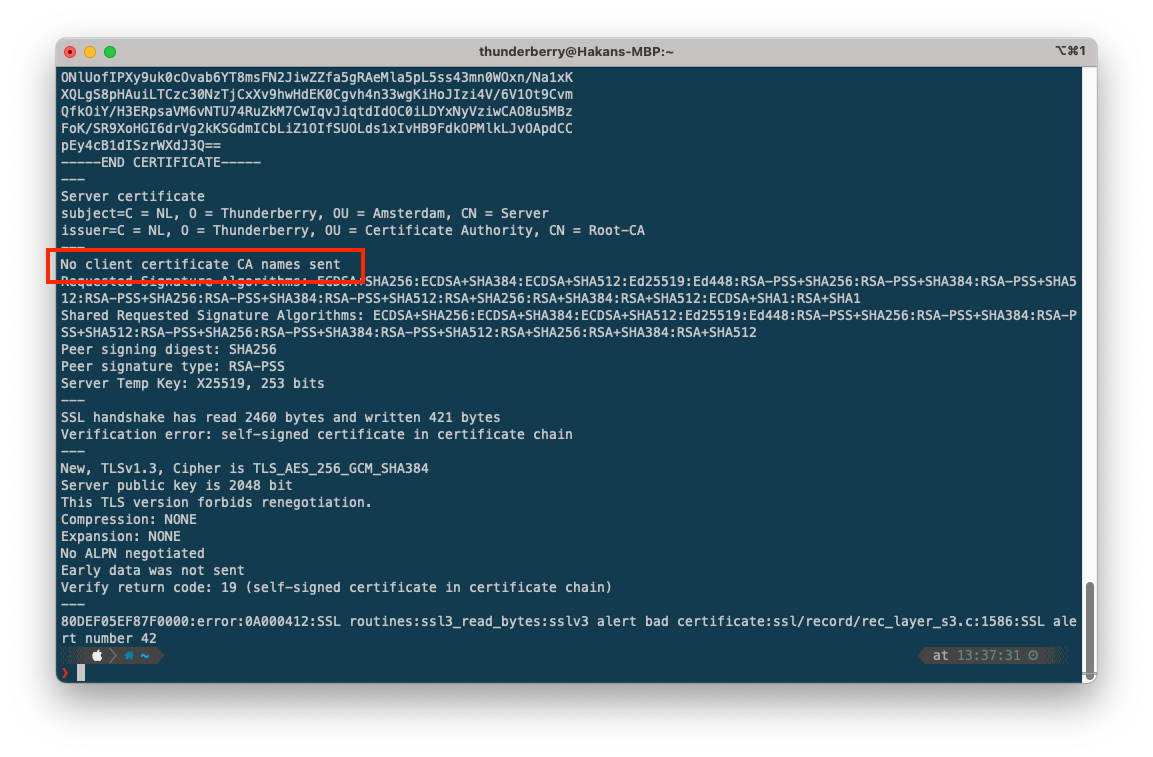 thunderberry@Hakans-MBP:~
⌥⌘1
ONlUofIPXy9uk0cOvab6YT8msFN2JiwZZfa5gRAeMla5pL5ss43mn0WOxn/Na1xK
XQLgS8pHAuiLTCzc30NzTjCxXv9hwHdEK0Cgvh4n33wgKiHoJIzi4V/6V1Ot9Cvm
QfkOiY/H3ERpsaVM6vNTU74RuZkM7CwIqvJiqtdIdOC0iLDYxNyVziwCAO8u5MBz
FoK/SR9XoHGI6drVg2kKSGdmICbLiZ1OIfSUOLds1xIvHB9FdkOPMlkLJvOApdCC
pEy4cB1dISzrWXdJ3Q==
-----END CERTIFICATE-----
---
Server certificate
subject=C = NL, O = Thunderberry, OU = Amsterdam, CN = Server
issuer=C = NL, O = Thunderberry, OU = Certificate Authority, CN = Root-CA
---
No client certificate CA names sent
Requested Signature Algorithms: ECDSA+SHA256:ECDSA+SHA384:ECDSA+SHA512:Ed25519:Ed448:RSA-PSS+SHA256:RSA-PSS+SHA384:RSA-PSS+SHA5
12:RSA-PSS+SHA256:RSA-PSS+SHA384:RSA-PSS+SHA512:RSA+SHA256:RSA+SHA384:RSA+SHA512:ECDSA+SHA1:RSA+SHA1
Shared Requested Signature Algorithms: ECDSA+SHA256:ECDSA+SHA384:ECDSA+SHA512:Ed25519:Ed448:RSA-PSS+SHA256:RSA-PSS+SHA384:RSA-P
SS+SHA512:RSA-PSS+SHA256:RSA-PSS+SHA384:RSA-PSS+SHA512:RSA+SHA256:RSA+SHA384:RSA+SHA512
Peer signing digest: SHA256
Peer signature type: RSA-PSS
Server Temp Key: X25519, 253 bits
---
SSL handshake has read 2460 bytes and written 421 bytes
Verification error: self-signed certificate in certificate chain
---
New, TLSv1.3, Cipher is TLS_AES_256_GCM_SHA384
Server public key is 2048 bit
This TLS version forbids renegotiation.
Compression: NONE
Expansion: NONE
No ALPN negotiated
Early data was not sent
Verify return code: 19 (self-signed certificate in certificate chain)
---
80DEF05EF87F0000:error:0A000412:SSL routines:ssl3_read_bytes:sslv3 alert bad certificate:ssl/record/rec_layer_s3.c:1586:SSL ale
rt number 42
~ at 13:37:31
❯